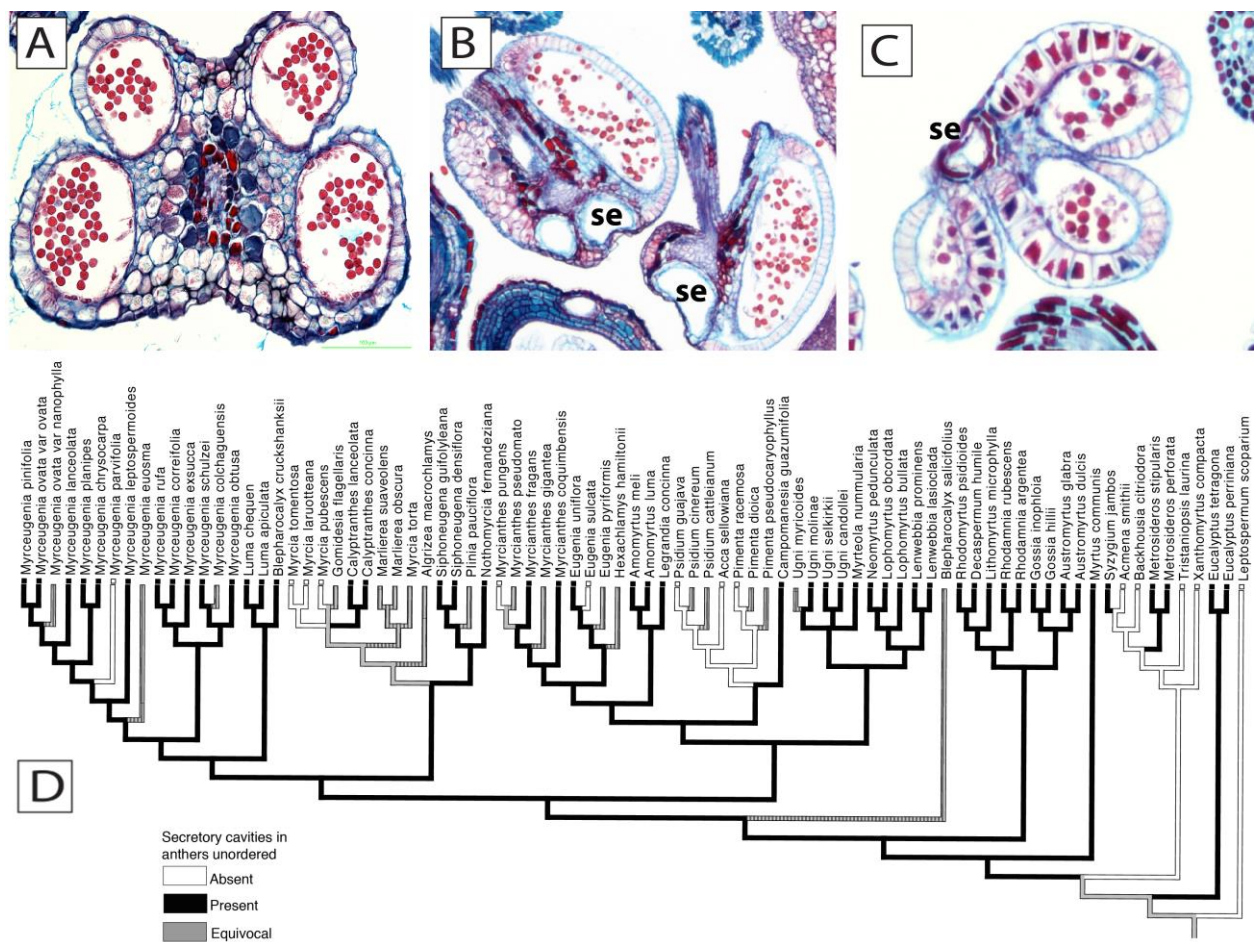 A
B
C
se
se
se
Myrceugenia pinifolia
Myrceugenia ovata var ovata
Myrceugenia ovata var nanophylla
Myrceugenia lanceolata
Myrceugenia planipes
Myrceugenia chrysocarpa
Myrceugenia parvifolia
Myrceugenia leptospermoides
Myrceugenia euosma
Myrceugenia rufa
Myrceugenia correifolia
Myrceugenia exsucca
Myrceugenia schulzei
Myrceugenia colchaguensis
Myrceugenia obtusa
Luma chequen
Luma apiculata
Blepharocalyx cruckshanksii
Myrcia tomentosa
Myrcia laruotteana
Myrcia pubescens
Gomidesia flagellaris
Calyptranthes lanceolata
Calyptranthes concinna
Marlierea suaveolens
Marlierea obscura
Myrcia torta
Algrizea macrochlamys
Siphoneugena guilfoyleiana
Siphoneugena densiflora
Plinia pauciflora
Nothomyrcia fernandeziana
Myrcianthes pungens
Myrcianthes pseudomato
Myrcianthes fragans
Myrcianthes gigantea
Myrcianthes coquimbensis
Eugenia uniflora
Eugenia sulcata
Eugenia pyriformis
Hexachlamys hamiltonii
Amomyrtus meli
Amomyrtus luma
Legrandia concinna
Psidium guajava
Psidium cinereum
Psidium cattleianum
Acca sellowiana
Pimenta racemosa
Pimenta dioica
Pimenta pseudocaryophyllus
Campomanesia guazumifolia
Ugni myricoides
Ugni molinae
Ugni selkirkii
Ugni candollei
Myteola nummularia
Neomyrtus pedunculata
Lophomyrtus obcordata
Lophomyrtus bullata
Lenwebbia prominens
Lenwebbia lasioclada
Blepharocalyx salicifolius
Rhodomyrtus psidioides
Decaspermum humile
Lithomyrtus microphylla
Rhodamnia rubescens
Rhodamnia argentea
Gossia inophloia
Gossia hillii
Austromyrtus glabra
Austromyrtus dulcis
Myrtus communis
Syzygium jambos
Acmena smithii
Backhousia citriodora
Metrosideros stipularis
Metrosideros perforata
Tristaniopsis laurina
Xanthomyrtus compacta
Eucalyptus tetragona
Eucalyptus perriniana
Leptospermum scoparium
D
Secretory cavities in
anthers unordered
Absent
Present
Equivocal